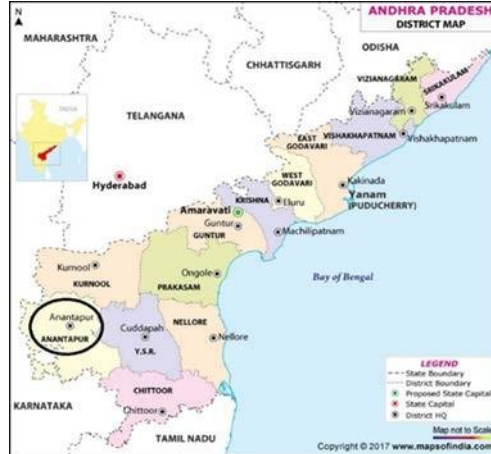 ANDHRA PRADESH
DISTRICT MAP
N
MAHARASHTRA
ODISHA
CHHATTISGARH
VIZIANAGARAM
SRIKAKULAM
Srikakulam
Vizianagaram
INDIA
TELANGANA
VISHAKHAPATNAM
Vishakhapatnam
EAST
GODAVARI
Hyderabad
WEST
GODAVARI
Kakinada
Yanam
(PUDUCHERRY)
KRISHNA
Eluru
Amaravati
Guntur
GUNTUR
Machilipatnam
Kurnool
KURNOOL
Ongole
PRAKASAM
Bay of Bengal
Anantapur
ANANTAPUR
Cuddapah
Y.S.R.
NELLORE
Nellore
CHITTOOR
Chittoor
KARNATAKA
TAMIL NADU
LEGEND
State Boundary
District Boundary
Proposed State Capital
State Capital
District HQ
Map not to Scale
Copyright © 2017 www.mapsofindia.com